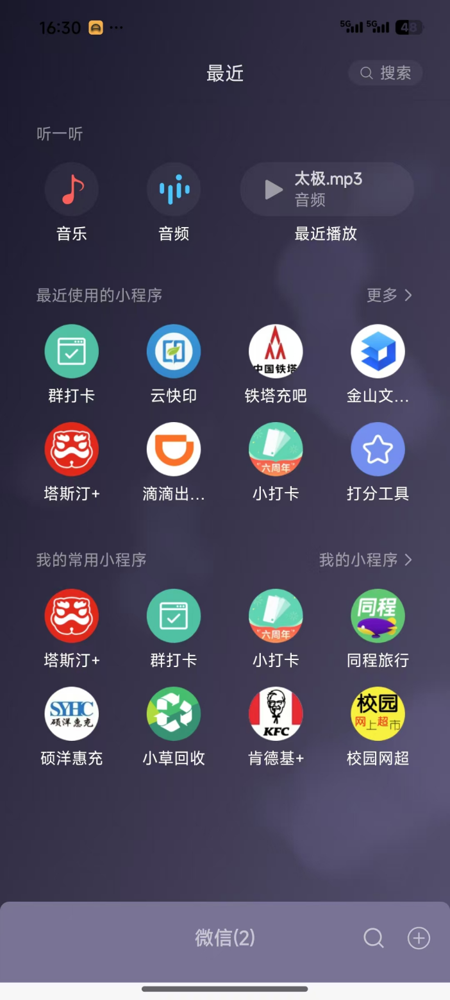 16:30 ··· 5G 5G 48
最近
搜索
听一听
太极.mp3
音频
音乐 音频 最近播放
最近使用的小程序 更多
中国铁塔
群打卡 云快印 铁塔充吧 金山文...
六周年
塔斯汀+ 滴滴出... 小打卡 打分工具
我的常用小程序 我的小程序
六周年 同程
塔斯汀+ 群打卡 小打卡 同程旅行
SYHC
硕洋惠充
KFC
校园
网上超市
硕洋惠充 小草回收 肯德基+ 校园网超
微信(2)